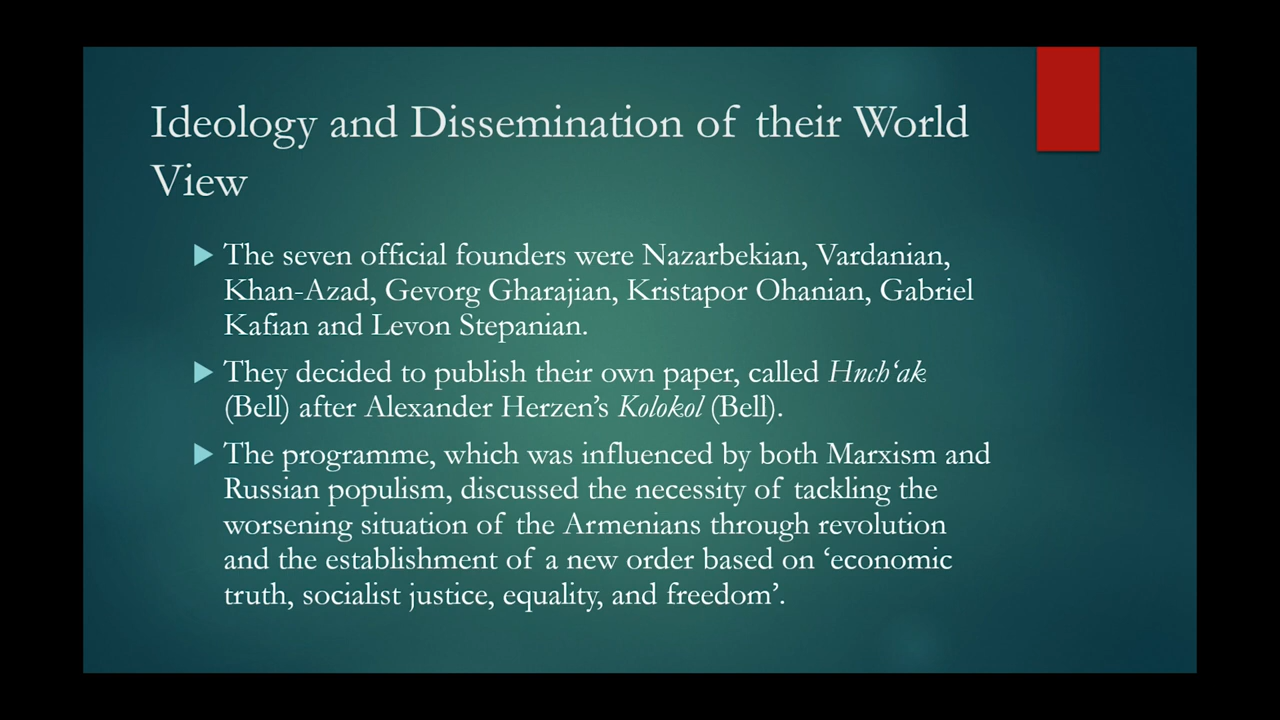 Ideology and Dissemination of their World
View
The seven official founders were Nazarbekian, Vardanian,
Khan-Azad, Gevorg Gharajian, Kristapor Ohanian, Gabriel
Kafian and Levon Stepanian.
They decided to publish their own paper, called Hnch‘ak
(Bell) after Alexander Herzen’s Kolokol (Bell).
The programme, which was influenced by both Marxism and
Russian populism, discussed the necessity of tackling the
worsening situation of the Armenians through revolution
and the establishment of a new order based on ‘economic
truth, socialist justice, equality, and freedom’.